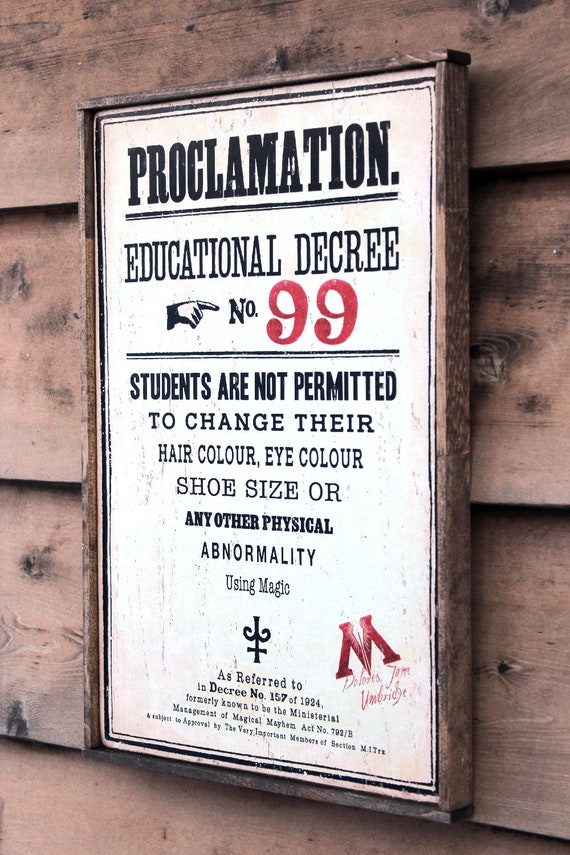 PROCLAMATION.
EDUCATIONAL DECREE
No. 99
STUDENTS ARE NOT PERMITTED
TO CHANGE THEIR
HAIR COLOUR, EYE COLOUR
SHOE SIZE OR
ANY OTHER PHYSICAL
ABNORMALITY
Using Magic
M
Dolores Jane
Umbridge
As Referred to
in Decree No. 157 of 1924,
formerly known to be the Ministerial
Management of Magical Mayhem Act No. 792/B
& subject to Approval by The Very Important Members of Section M.I.Trx